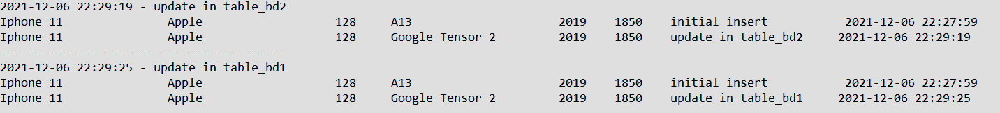 2021-12-06 22:29:19 - update in table_bd2
Iphone 11               Apple                   128     A13                     2019    1850    initial insert           2021-12-06 22:27:59
Iphone 11               Apple                   128     Google Tensor 2         2019    1850    update in table_bd2     2021-12-06 22:29:19
-----------------------------------------
2021-12-06 22:29:25 - update in table_bd1
Iphone 11               Apple                   128     A13                     2019    1850    initial insert           2021-12-06 22:27:59
Iphone 11               Apple                   128     Google Tensor 2         2019    1850    update in table_bd1     2021-12-06 22:29:25